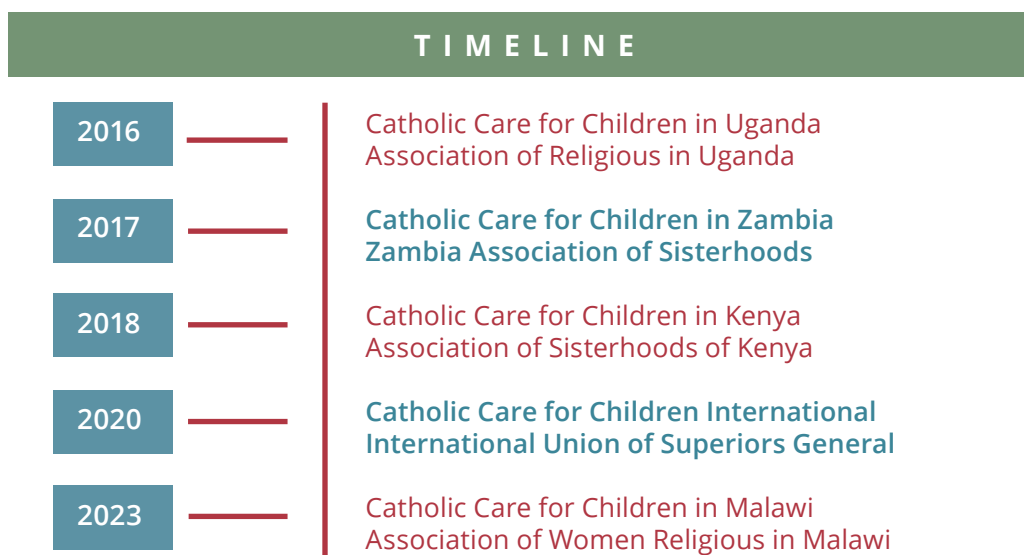 TIMELINE
2016
Catholic Care for Children in Uganda
Association of Religious in Uganda
2017
Catholic Care for Children in Zambia
Zambia Association of Sisterhoods
2018
Catholic Care for Children in Kenya
Association of Sisterhoods of Kenya
2020
Catholic Care for Children International
International Union of Superiors General
2023
Catholic Care for Children in Malawi
Association of Women Religious in Malawi